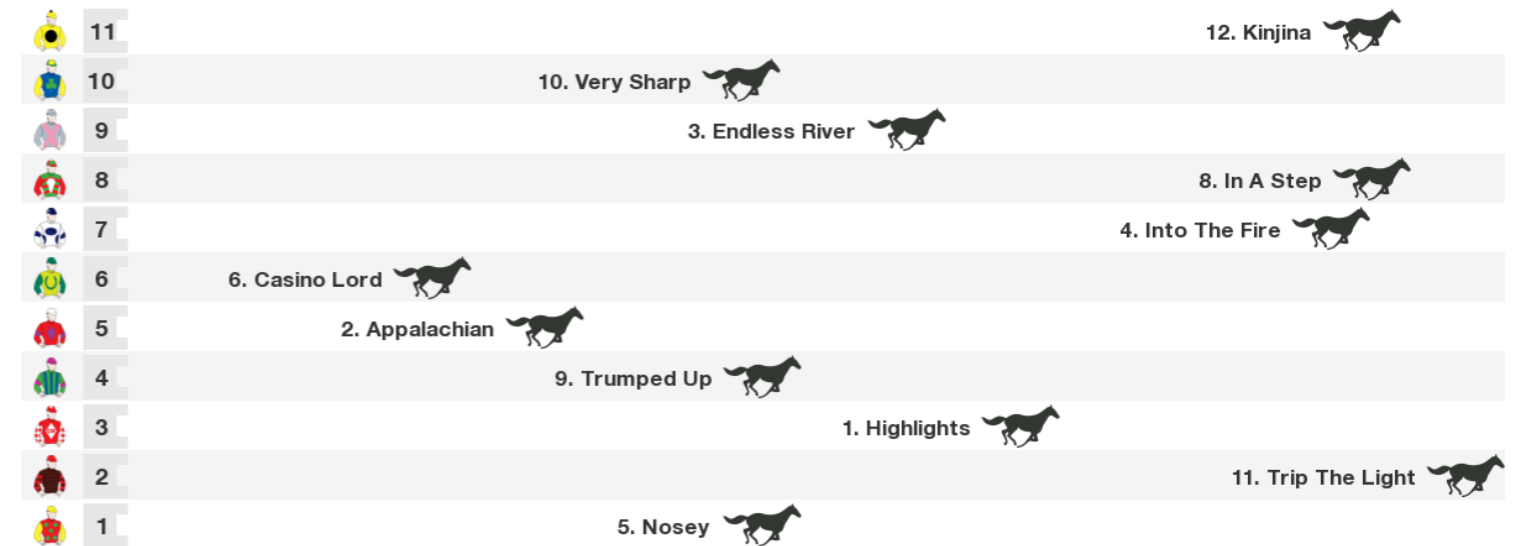 11 12. Kinjina
10 10. Very Sharp
9 3. Endless River
8 8. In A Step
7 4. Into The Fire
6 6. Casino Lord
5 2. Appalachian
4 9. Trumped Up
3 1. Highlights
2 11. Trip The Light
1 5. Nosey